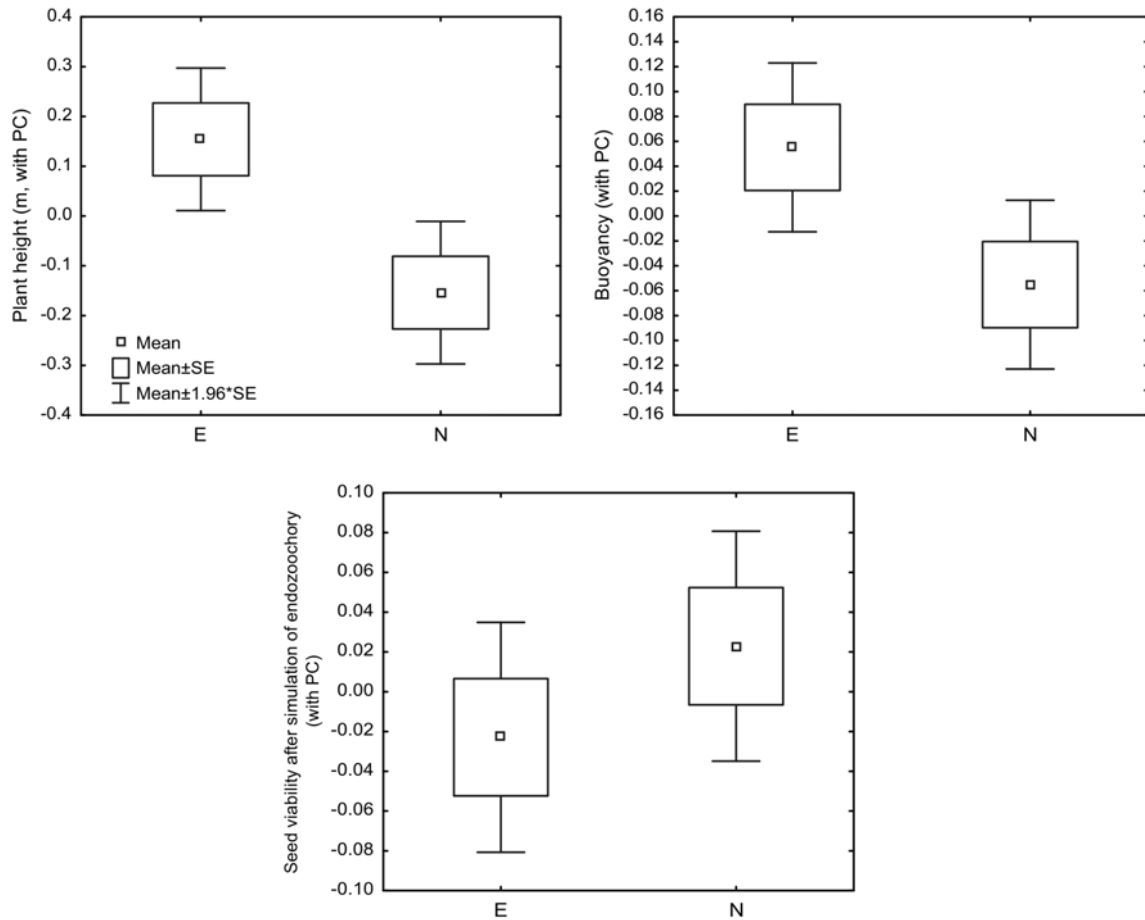 Plant height (m, with PC)
0.4
0.3
0.2
0.1
0.0
-0.1
-0.2
-0.3
-0.4
Mean
Mean±SE
Mean±1.96*SE
E
N
Buoyancy (with PC)
0.16
0.14
0.12
0.10
0.08
0.06
0.04
0.02
0.00
-0.02
-0.04
-0.06
-0.08
-0.10
-0.12
-0.14
-0.16
E
N
Seed viability after simulation of endozoochory
(with PC)
0.10
0.08
0.06
0.04
0.02
0.00
-0.02
-0.04
-0.06
-0.08
-0.10
E
N